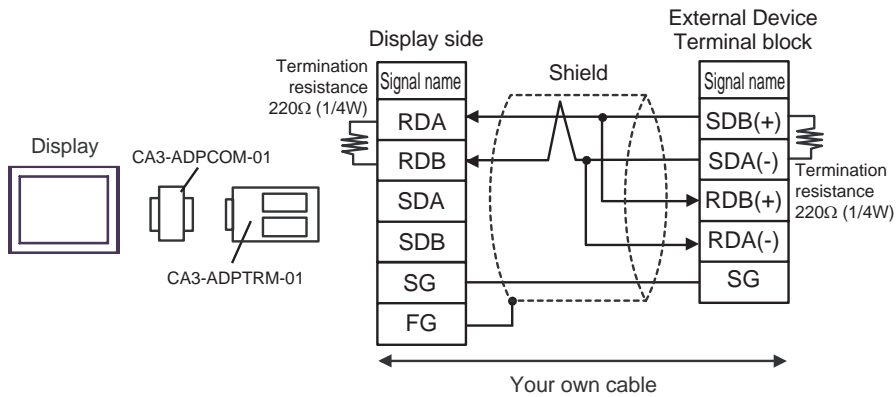 External Device
Terminal block
Display side
Termination
resistance
220Ω (1/4W)
Signal name
RDA
RDB
SDA
SDB
SG
FG
Shield
Signal name
SDB(+)
SDA(-)
RDB(+)
RDA(-)
SG
Termination
resistance
220Ω (1/4W)
Display
CA3-ADPCOM-01
CA3-ADPTRM-01
Your own cable